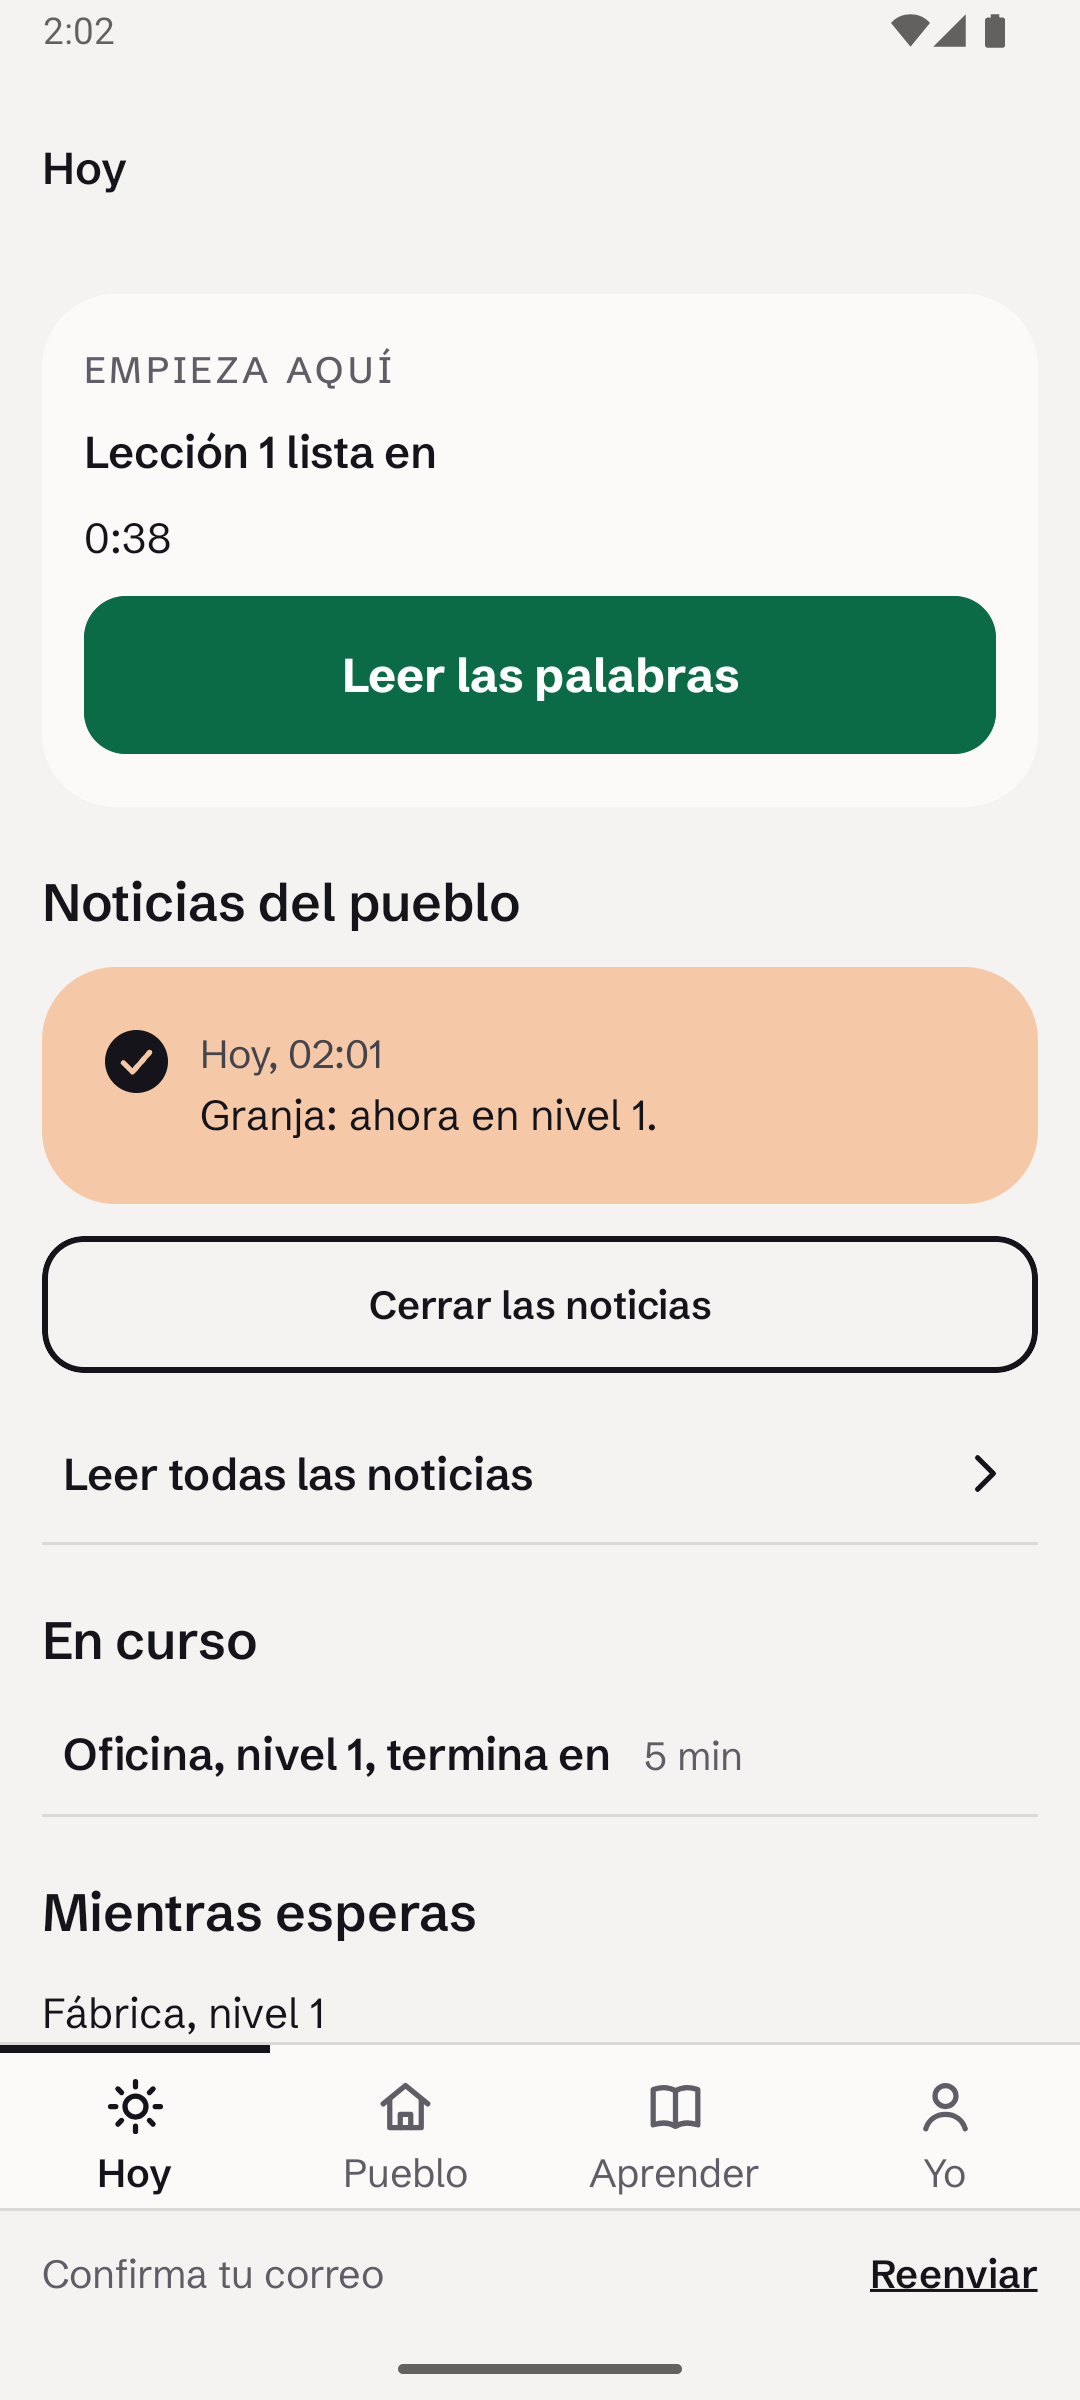 2:02
Hoy
EMPIEZA AQUÍ
Lección 1 lista en
0:38
Leer las palabras
Noticias del pueblo
Hoy, 02:01
Granja: ahora en nivel 1.
Cerrar las noticias
Leer todas las noticias
En curso
Oficina, nivel 1, termina en 5 min
Mientras esperas
Fábrica, nivel 1
Hoy Pueblo Aprender Yo
Confirma tu correo Reenviar